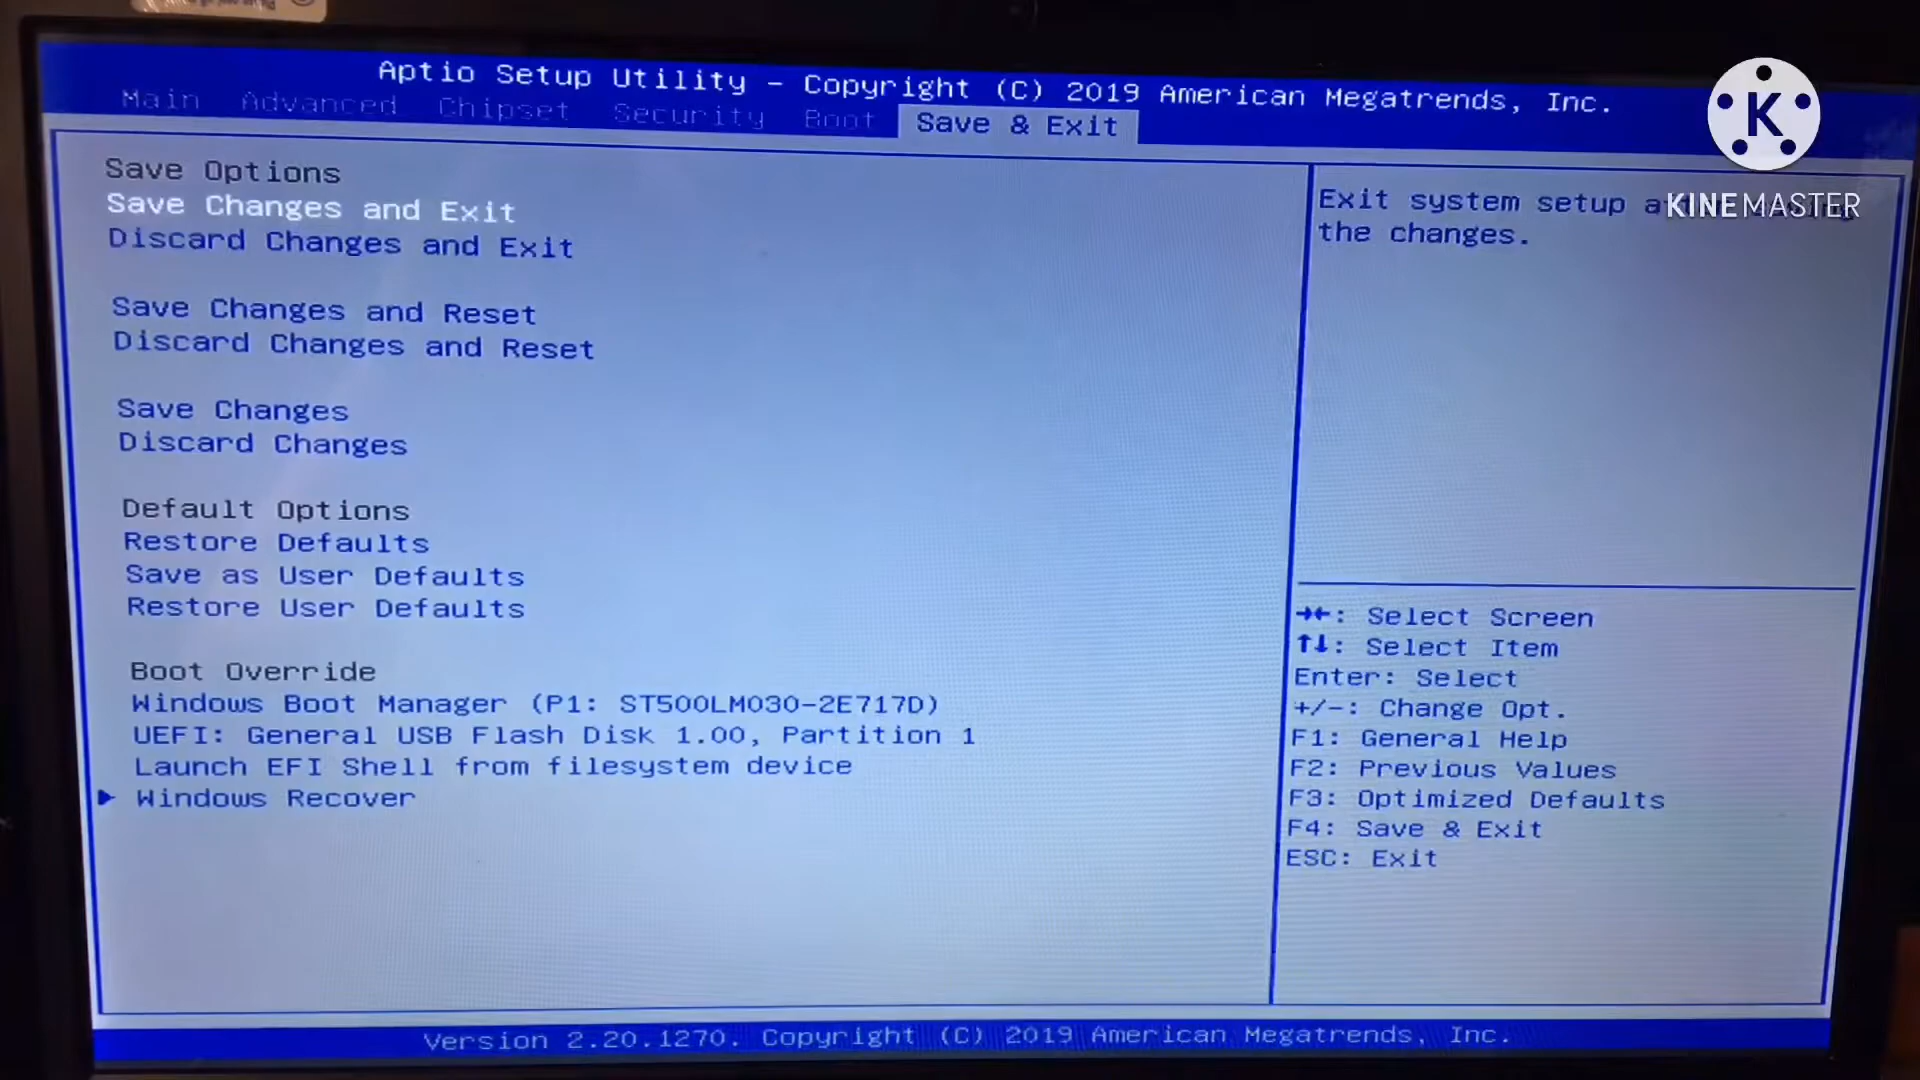 Aptio Setup Utility - Copyright (C) 2019 American Megatrends, Inc.
Main Advanced Chipset Security Boot Save & Exit
Save Options
Save Changes and Exit
Discard Changes and Exit
Save Changes and Reset
Discard Changes and Reset
Save Changes
Discard Changes
Default Options
Restore Defaults
Save as User Defaults
Restore User Defaults
Boot Override
Windows Boot Manager (P1: ST500LM030-2E717D)
UEFI: General USB Flash Disk 1.00, Partition 1
Launch EFI Shell from filesystem device
▶ Windows Recover
Exit system setup
the changes.
K
KINEMASTER
→←: Select Screen
↑↓: Select Item
Enter: Select
+/-: Change Opt.
F1: General Help
F2: Previous Values
F3: Optimized Defaults
F4: Save & Exit
ESC: Exit
Version 2.20.1270. Copyright (C) 2019 American Megatrends, Inc.